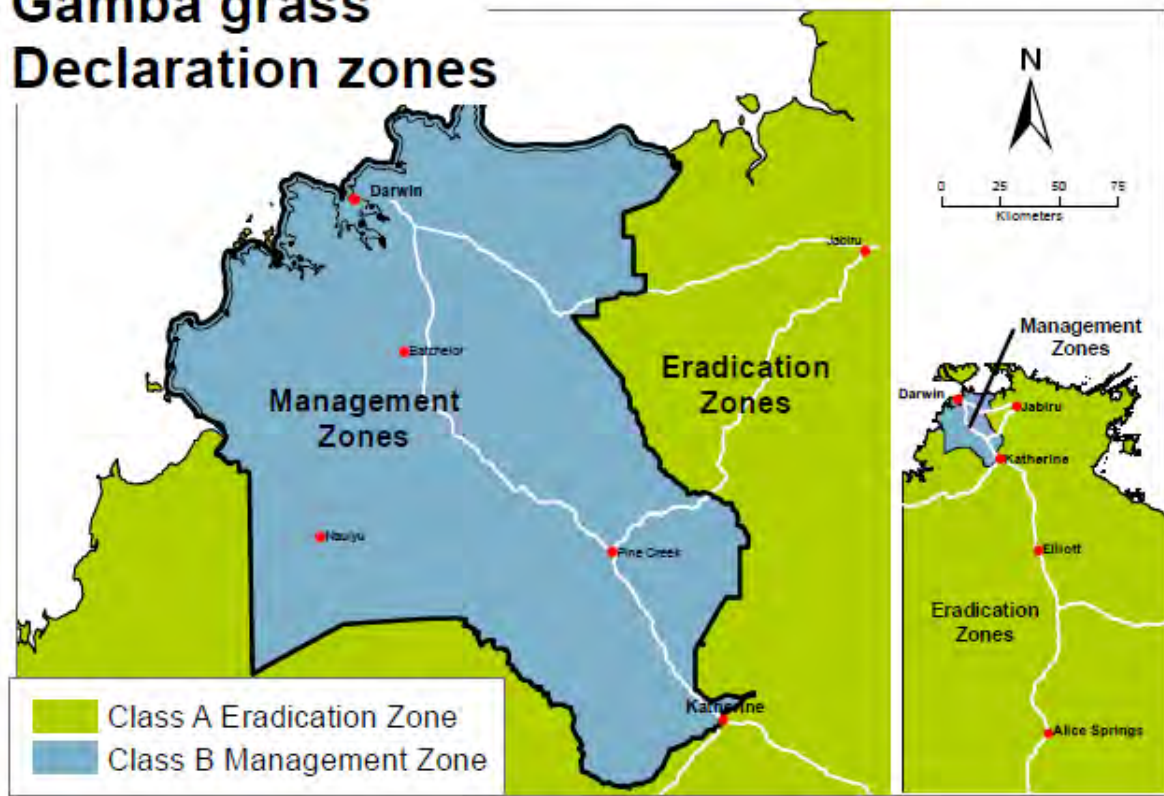 Gamba grass
Declaration zones
Darwin
Jabiru
Batchelor
Eradication
Zones
Management
Zones
Nauiyu
Pine Creek
Katherine
Class A Eradication Zone
Class B Management Zone
N
0 25 50 75
Kilometers
Management
Zones
Darwin
Jabiru
Katherine
Elliott
Eradication
Zones
Alice Springs